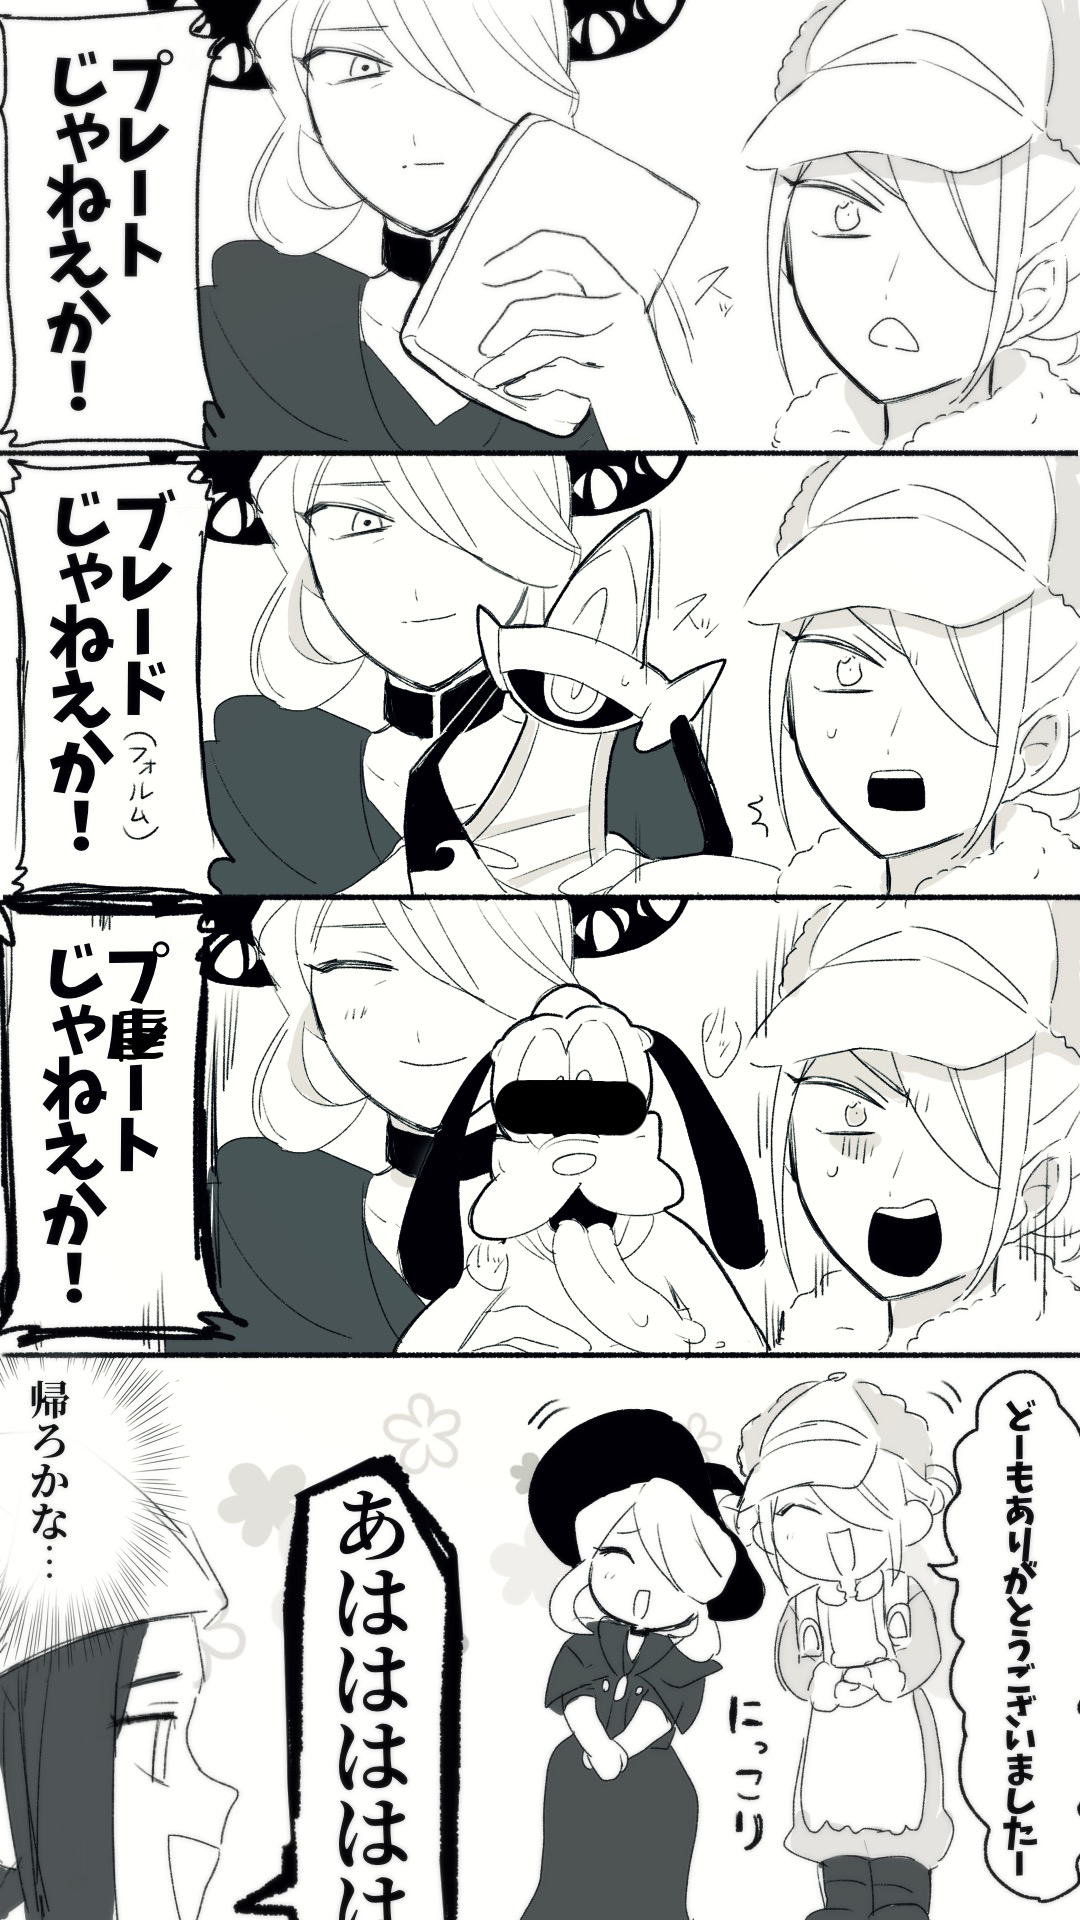 プレート
じゃねえか！
スッ
ブレード(フォルム)
じゃねえか！
スッ
プ
ート
じゃねえか！
どーもありがとうございましたー
にっこり
あははははは
帰ろかな…